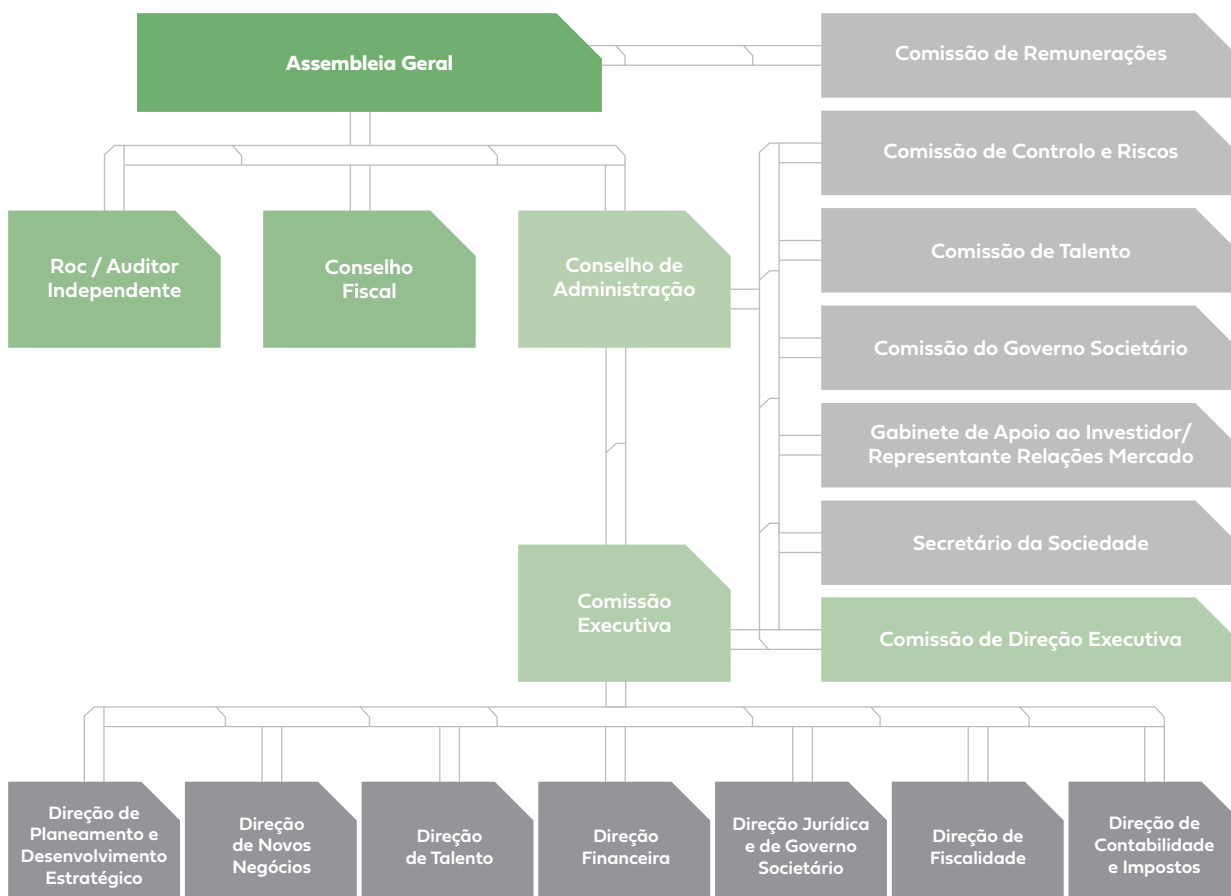 Assembleia Geral
Comissão de Remunerações
Comissão de Controlo e Riscos
Comissão de Talento
Roc / Auditor
Independente
Conselho
Fiscal
Conselho de
Administração
Comissão do Governo Societário
Gabinete de Apoio ao Investidor/
Representante Relações Mercado
Secretário da Sociedade
Comissão
Executiva
Comissão de Direção Executiva
Direção de
Planeamento e
Desenvolvimento
Estratégico
Direção
de Novos
Negócios
Direção
de Talento
Direção
Financeira
Direção Jurídica
e de Governo
Societário
Direção de
Fiscalidade
Direção de
Contabilidade
e Impostos